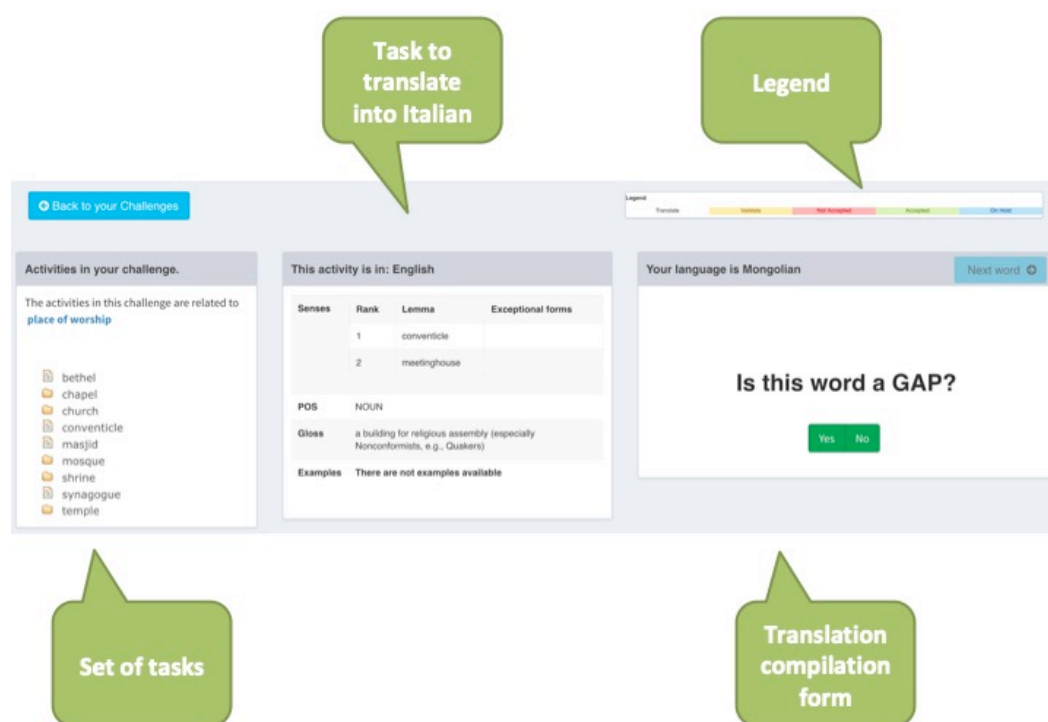 Task to
translate
into Italian
Legend
Back to your Challenges
Legend
Translate Validate Not Accepted Accepted On Hold
Activities in your challenge.
The activities in this challenge are related to
place of worship
bethel
chapel
church
conventicle
masjid
mosque
shrine
synagogue
temple
This activity is in: English
Senses Rank Lemma Exceptional forms
1 conventicle
2 meetinghouse
POS NOUN
Gloss a building for religious assembly (especially
Nonconformists, e.g., Quakers)
Examples There are not examples available
Your language is Mongolian Next word
Is this word a GAP?
Yes No
Set of tasks
Translation
compilation
form